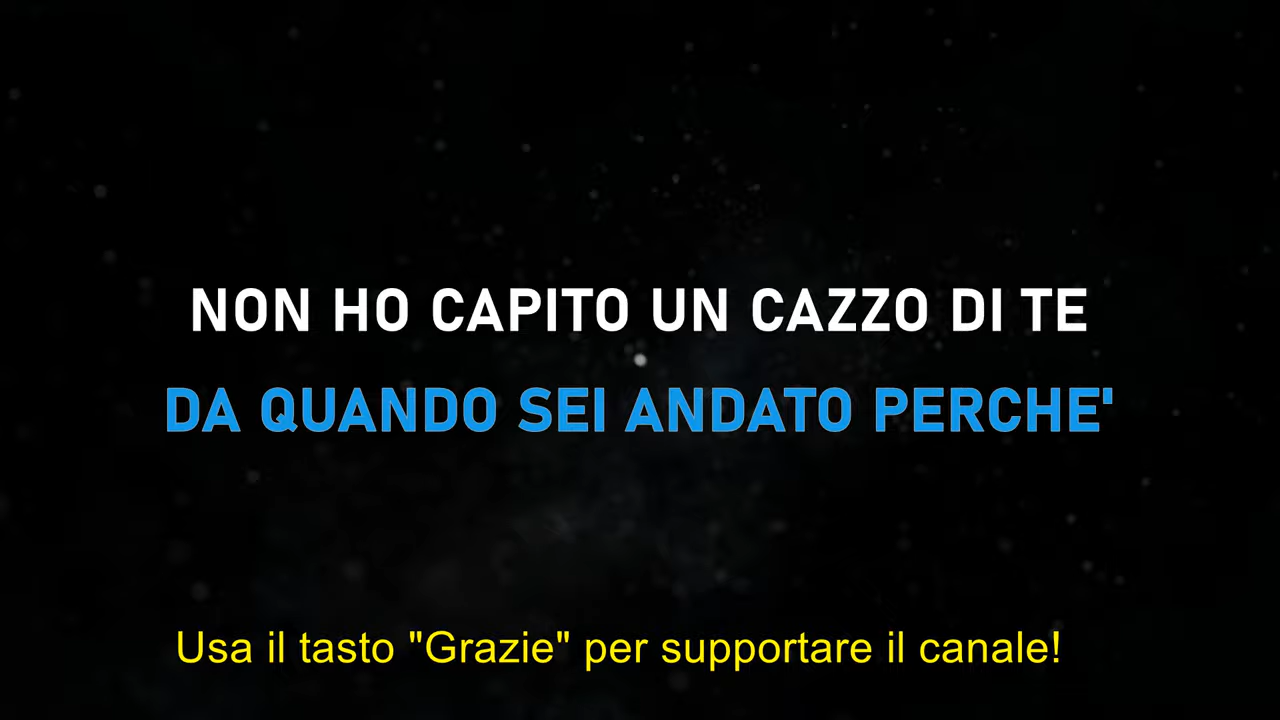 NON HO CAPITO UN CAZZO DI TE
DA QUANDO SEI ANDATO PERCHE'
Usa il tasto "Grazie" per supportare il canale!